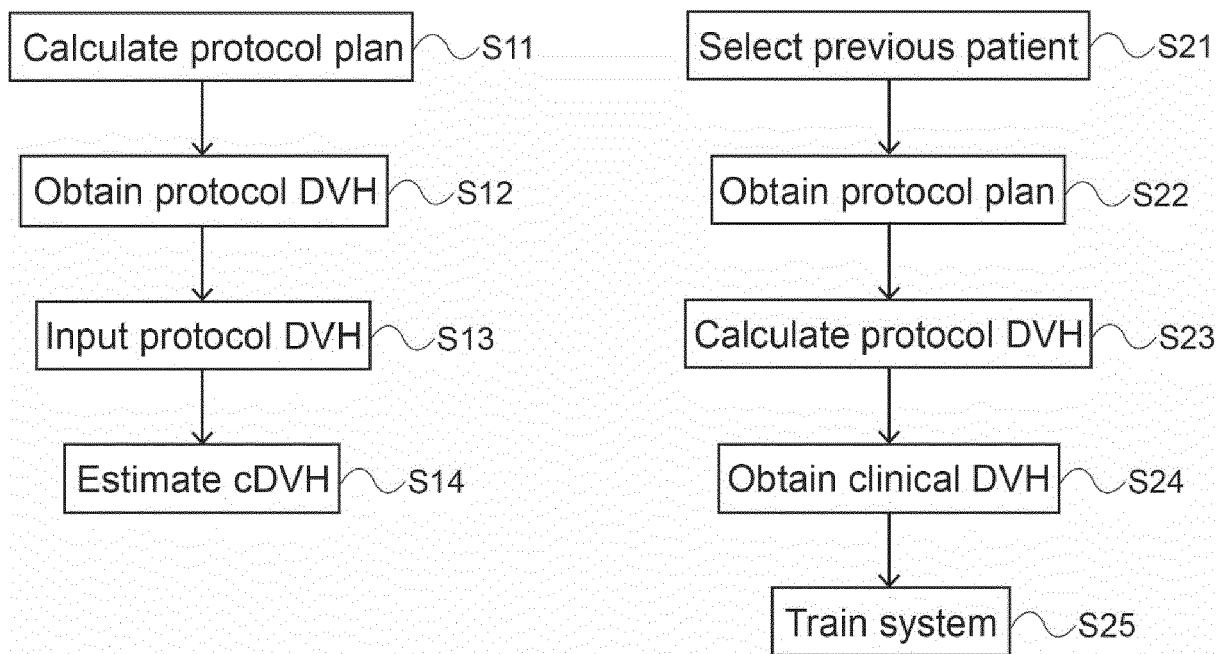 Calculate protocol plan S11
Obtain protocol DVH S12
Input protocol DVH S13
Estimate cDVH S14
Select previous patient S21
Obtain protocol plan S22
Calculate protocol DVH S23
Obtain clinical DVH S24
Train system S25